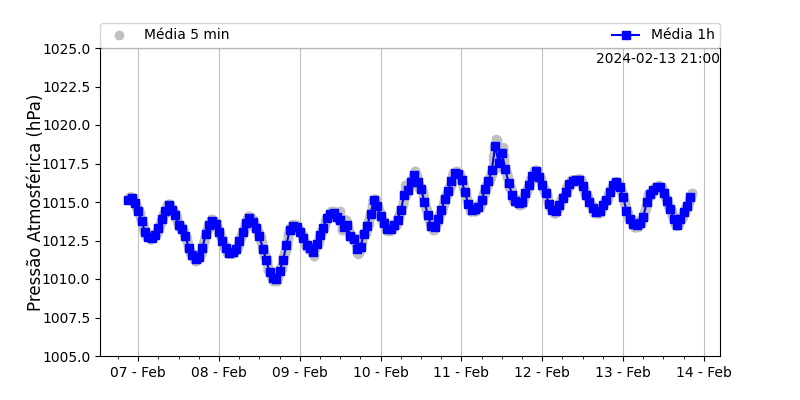 Média 5 min
Média 1h
2024-02-13 21:00
Pressão Atmosférica (hPa)
1025.0
1022.5
1020.0
1017.5
1015.0
1012.5
1010.0
1007.5
1005.0
07 - Feb
08 - Feb
09 - Feb
10 - Feb
11 - Feb
12 - Feb
13 - Feb
14 - Feb